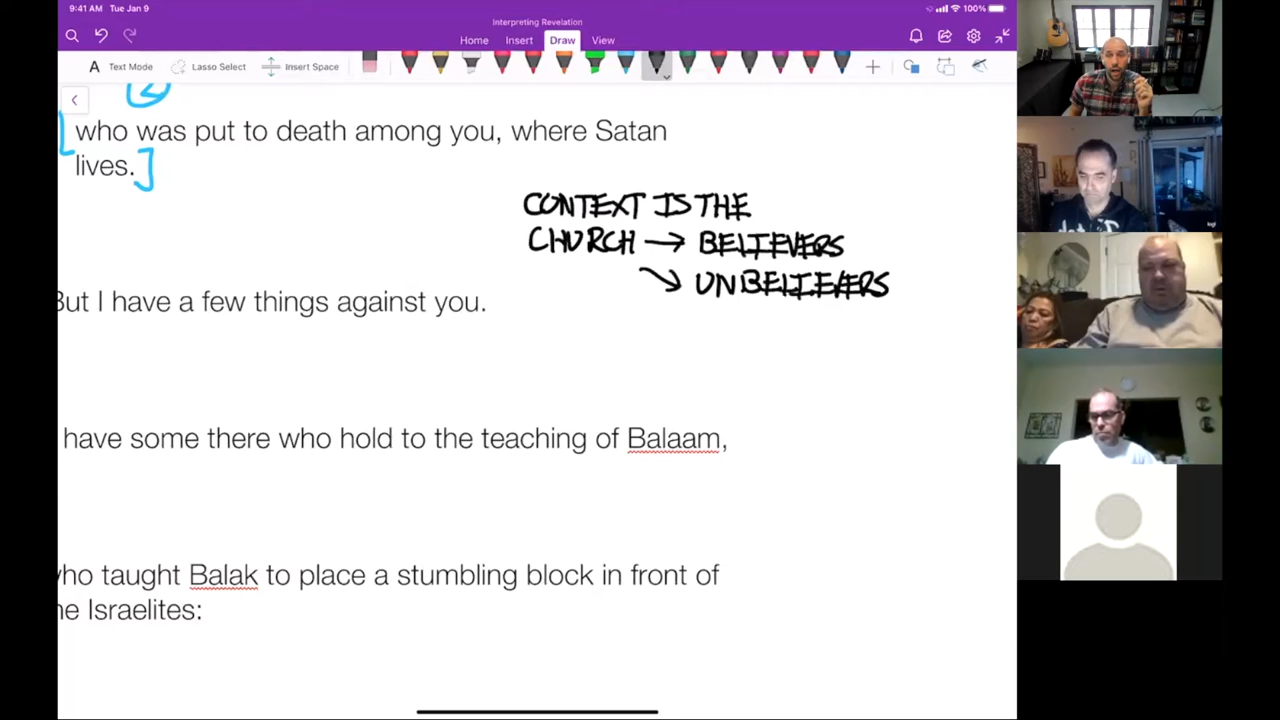 9:41 AM Tue Jan 9
100%
Interpreting Revelation
Home Insert Draw View
Text Mode Lasso Select Insert Space
2
who was put to death among you, where Satan
lives.
CONTEXT IS THE
CHURCH → BELIEVERS
↘ UNBELIEVERS
But I have a few things against you.
have some there who hold to the teaching of Balaam,
who taught Balak to place a stumbling block in front of
he Israelites: